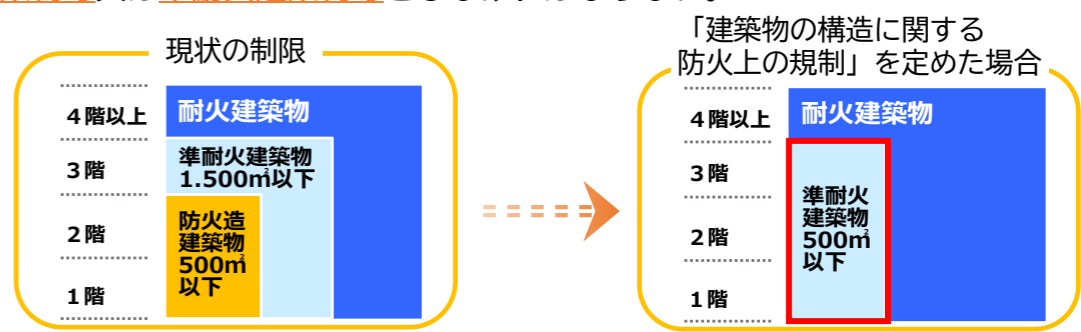 現状の制限
４階以上
３階
２階
１階
耐火建築物
準耐火建築物
1.500㎡以下
防火造
建築物
500㎡
以下
「建築物の構造に関する
防火上の規制」を定めた場合
４階以上
３階
２階
１階
耐火建築物
準耐火
建築物
500㎡
以下